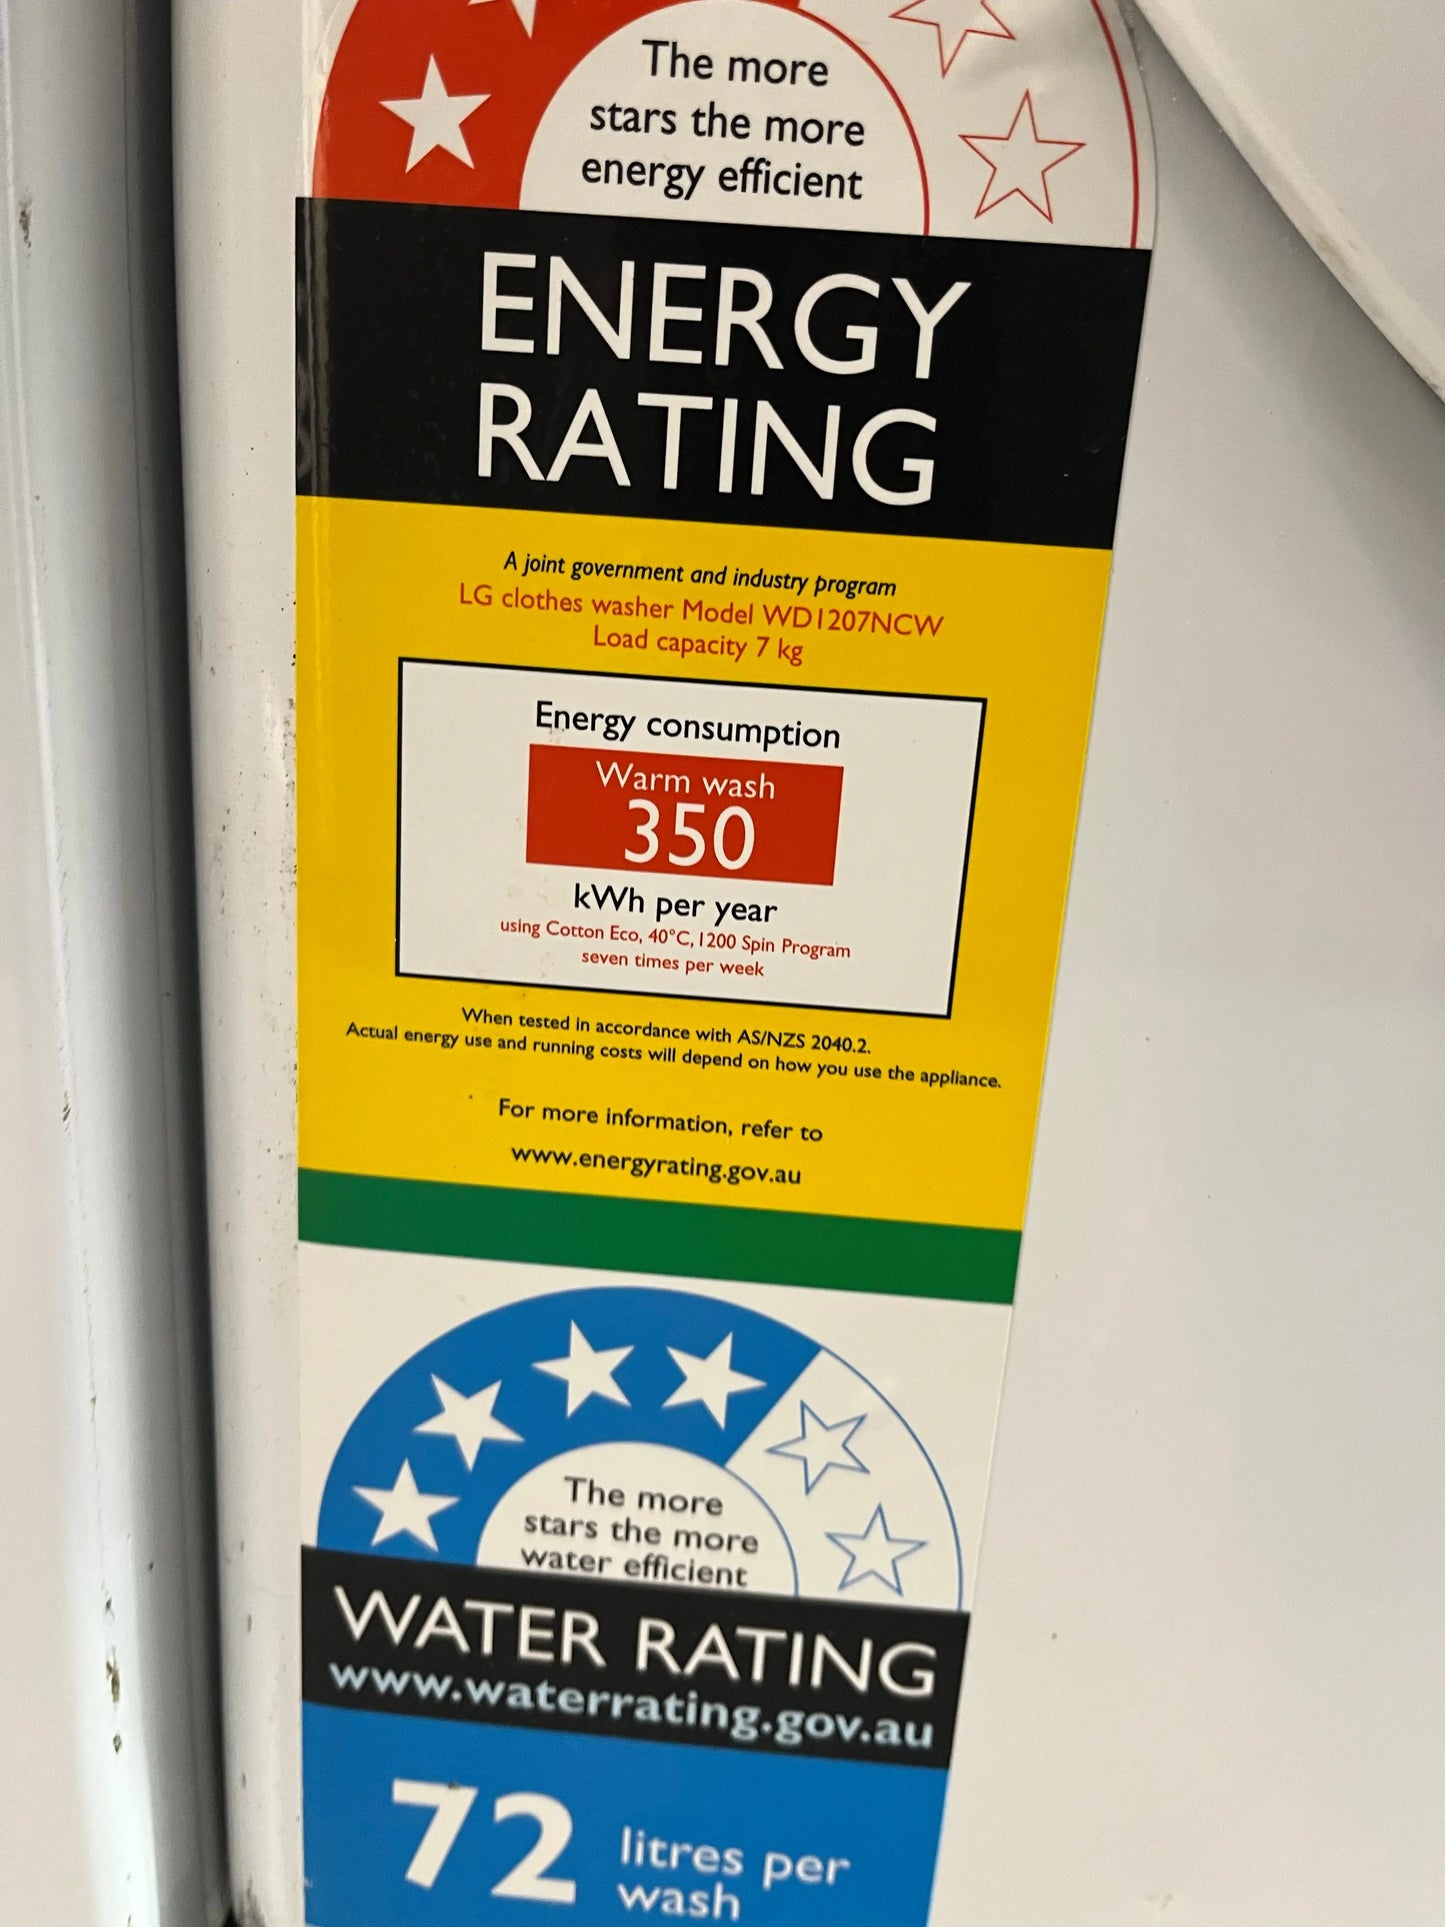 The more
stars the more
energy efficient
ENERGY
RATING
A joint government and industry program
LG clothes washer Model WD1207NCW
Load capacity 7 kg
Energy consumption
Warm wash
350
kWh per year
using Cotton Eco, 40°C, 1200 Spin Program
seven times per week
When tested in accordance with AS/NZS 2040.2.
Actual energy use and running costs will depend on how you use the appliance.
For more information, refer to
www.energyrating.gov.au
The more
stars the more
water efficient
WATER RATING
www.waterrating.gov.au
72 litres per
wash